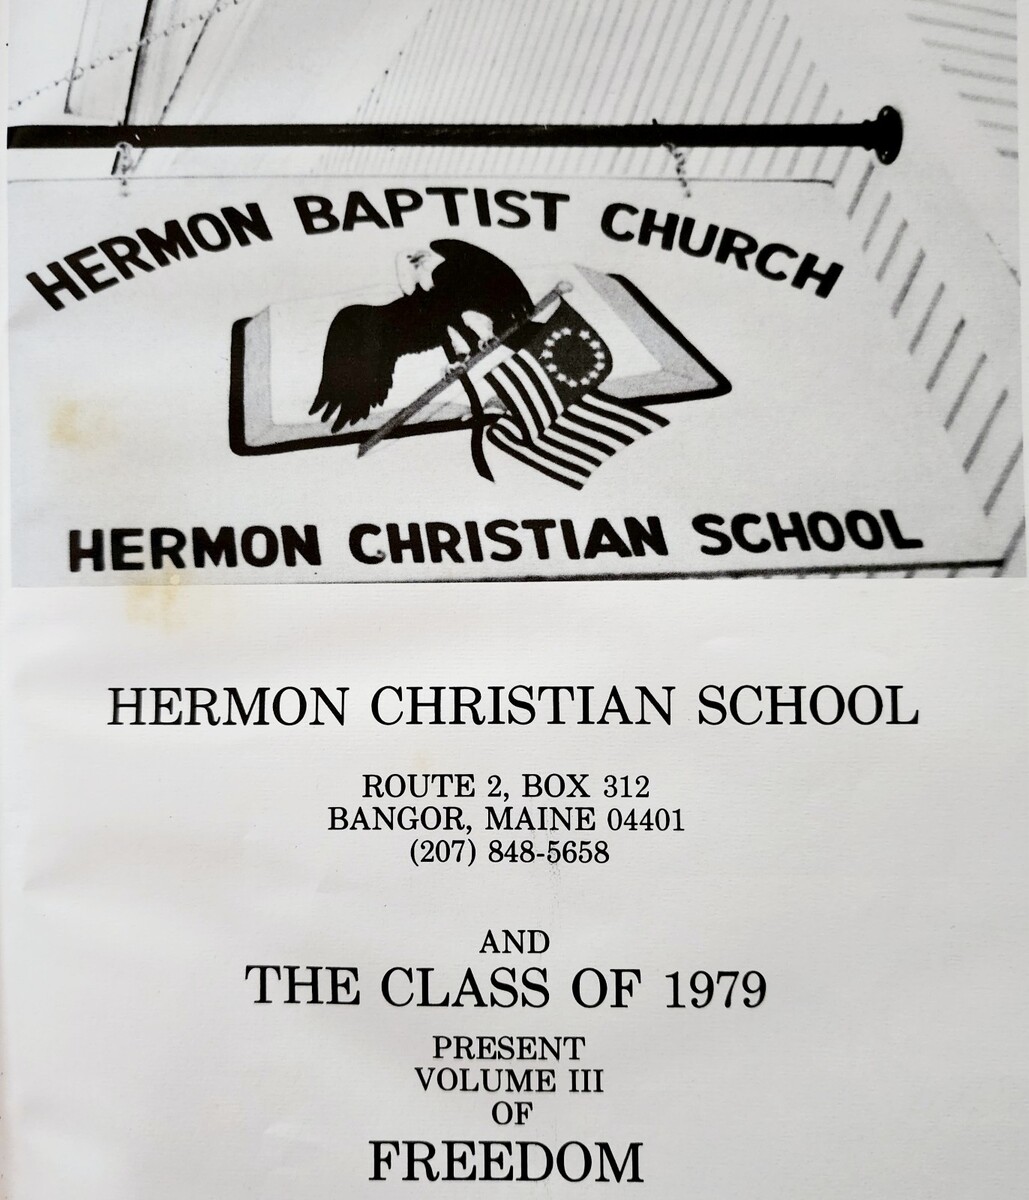 HERMON BAPTIST CHURCH
HERMON CHRISTIAN SCHOOL
HERMON CHRISTIAN SCHOOL
ROUTE 2, BOX 312
BANGOR, MAINE 04401
(207) 848-5658
AND
THE CLASS OF 1979
PRESENT
VOLUME III
OF
FREEDOM